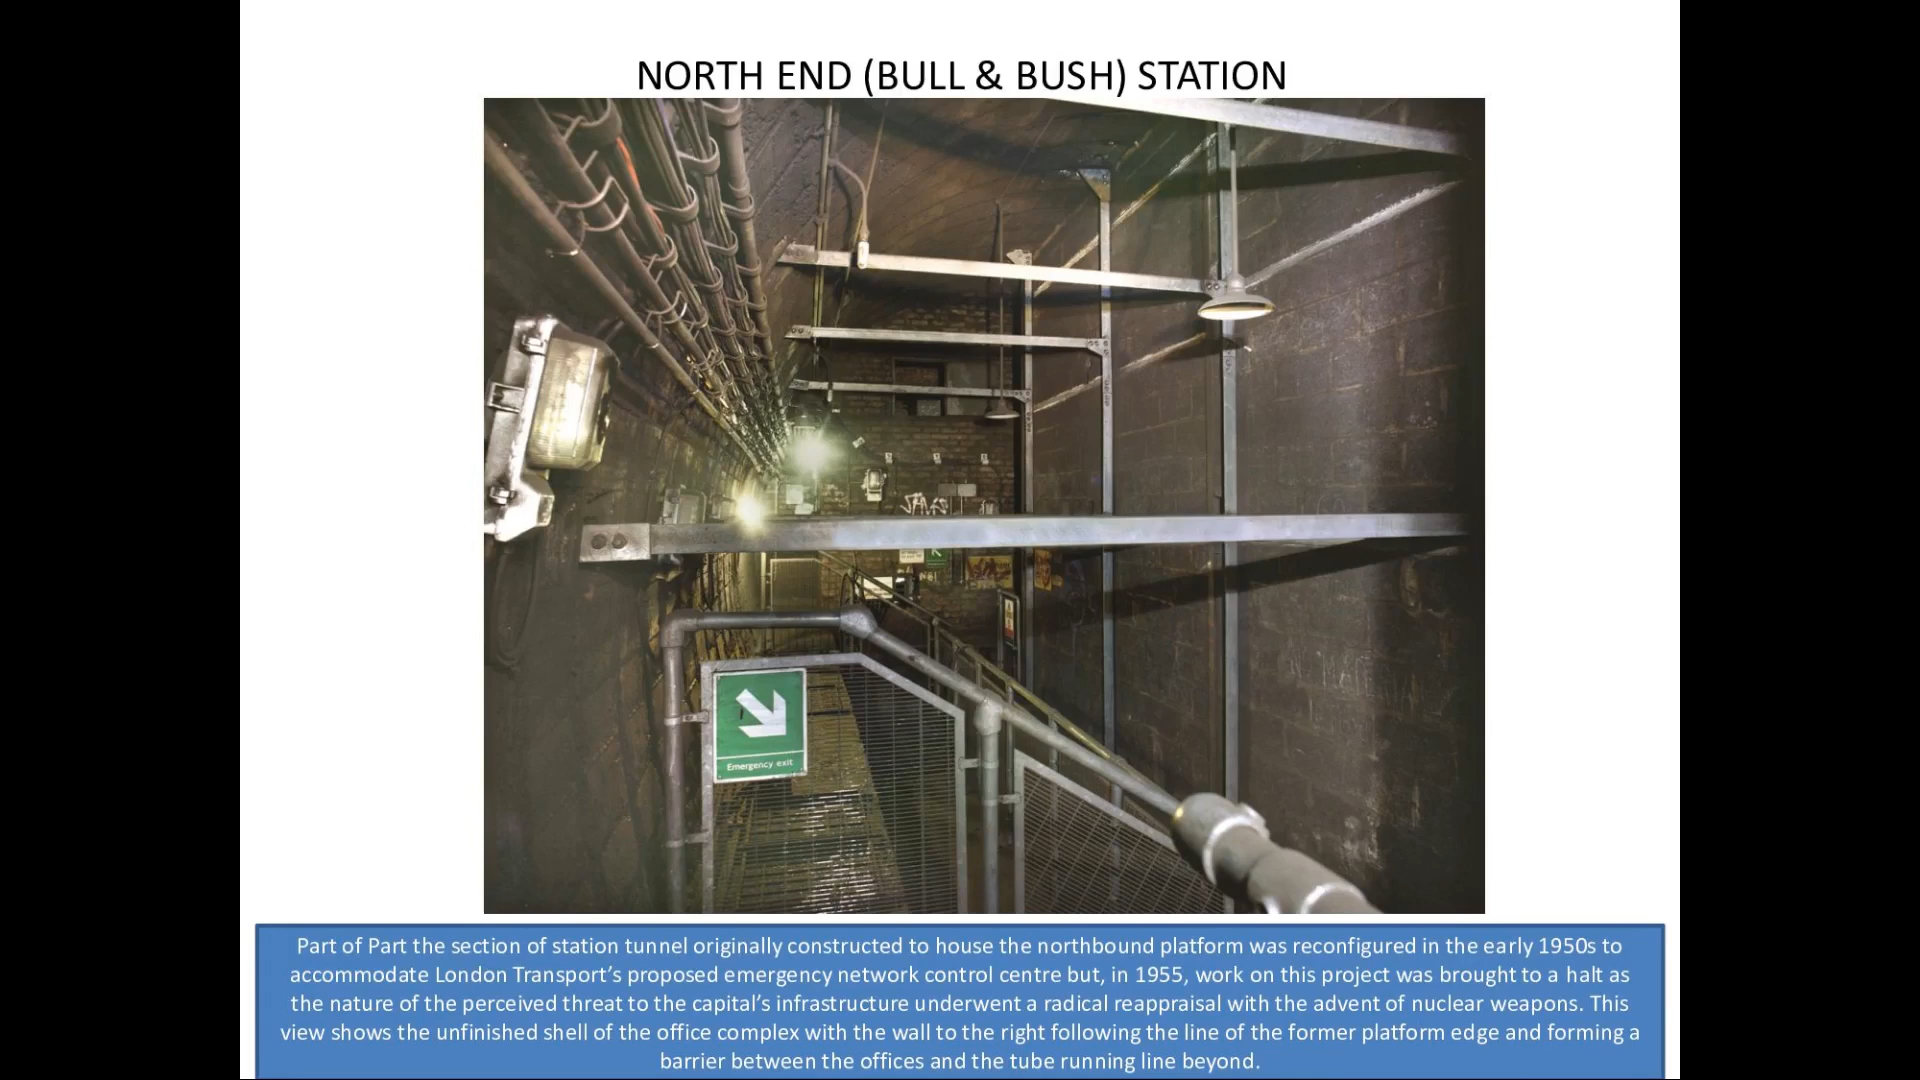 NORTH END (BULL & BUSH) STATION
Emergency exit
Part of Part the section of station tunnel originally constructed to house the northbound platform was reconfigured in the early 1950s to
accommodate London Transport’s proposed emergency network control centre but, in 1955, work on this project was brought to a halt as
the nature of the perceived threat to the capital’s infrastructure underwent a radical reappraisal with the advent of nuclear weapons. This
view shows the unfinished shell of the office complex with the wall to the right following the line of the former platform edge and forming a
barrier between the offices and the tube running line beyond.